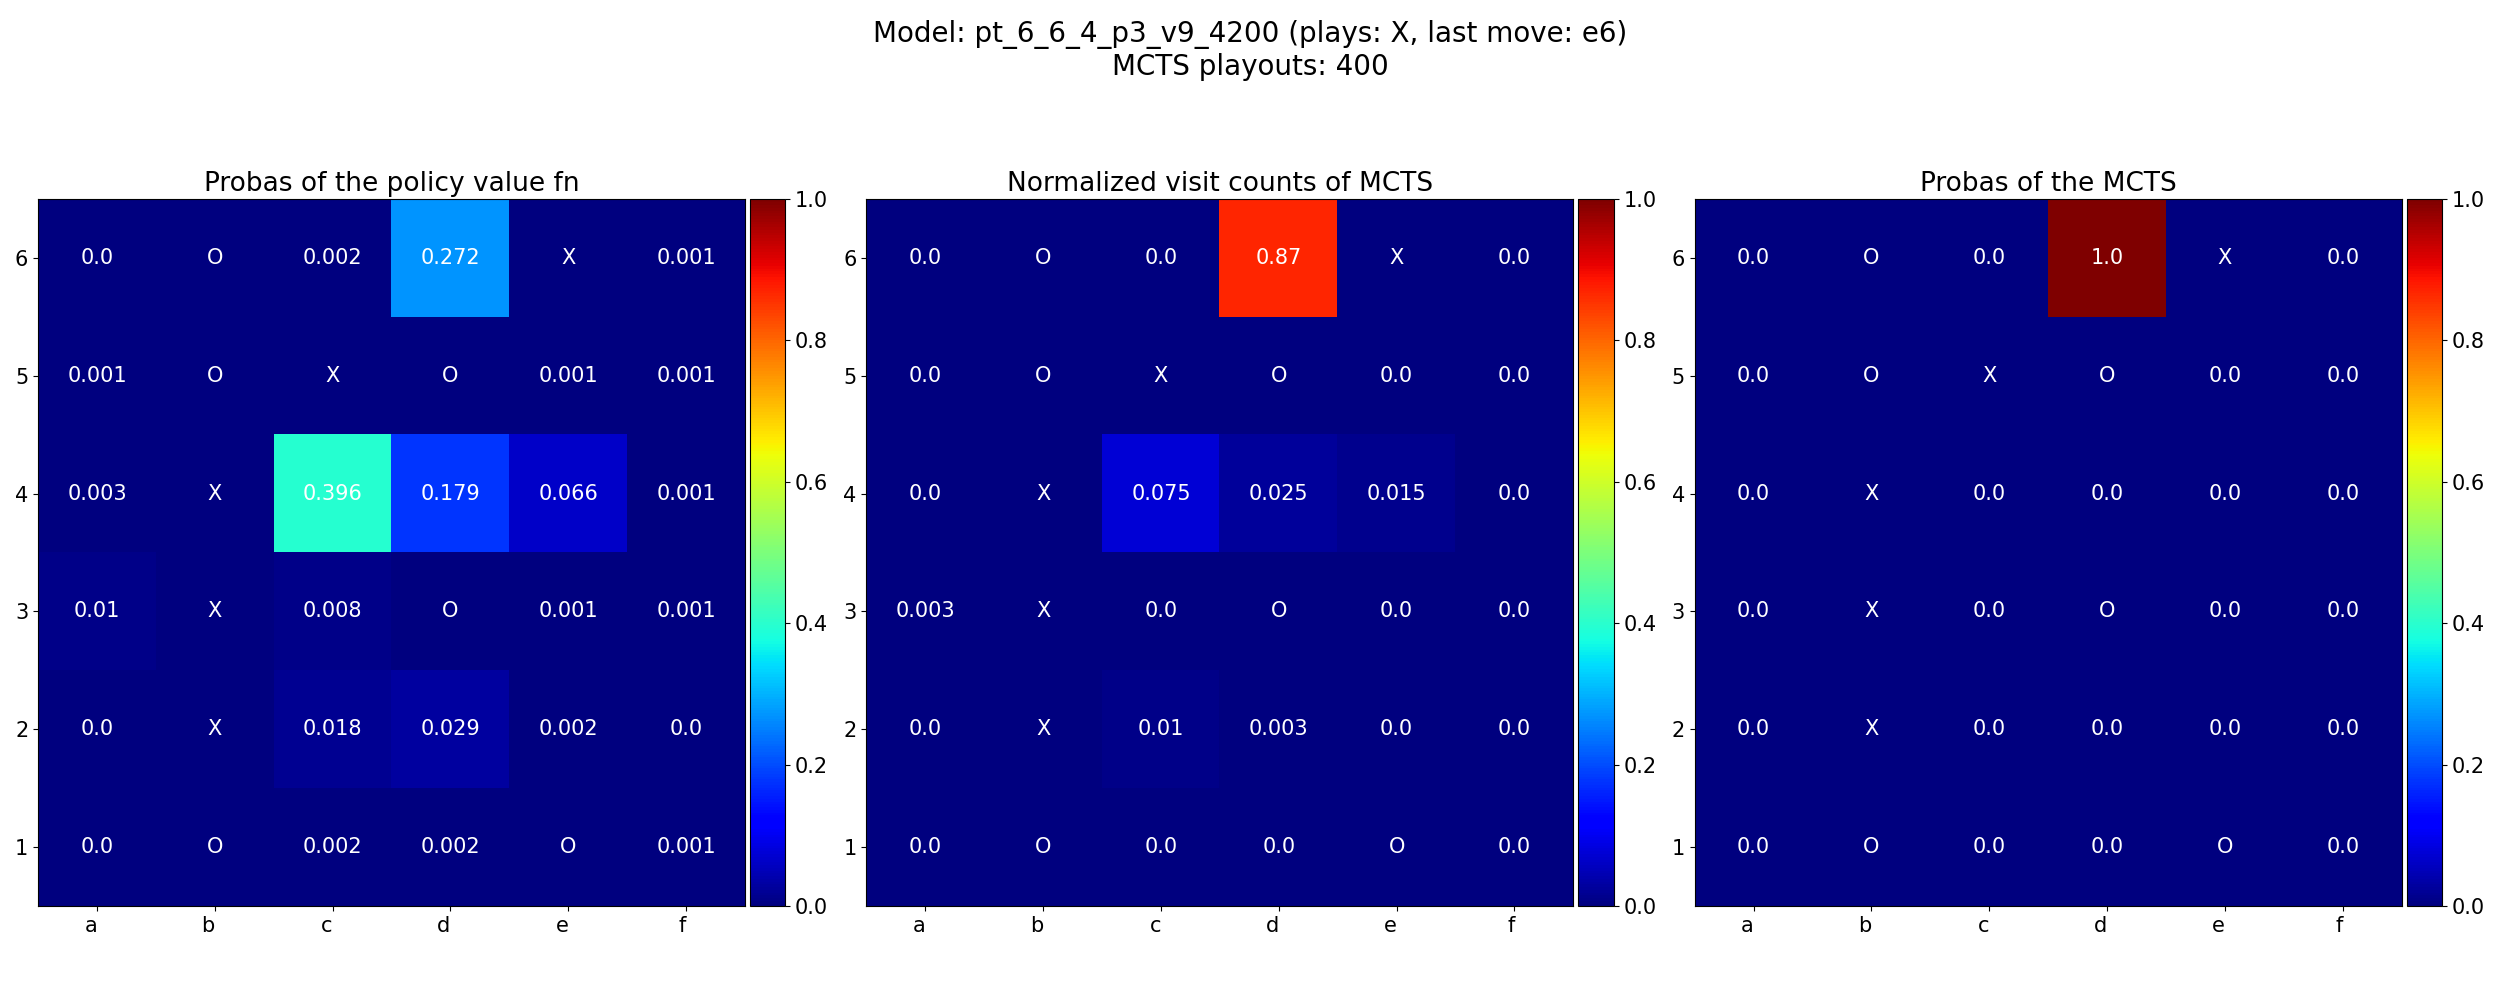 Model: pt_6_6_4_p3_v9_4200 (plays: X, last move: e6)
MCTS playouts: 400
Probas of the policy value fn
6 0.0 O 0.002 0.272 X 0.001
5 0.001 O X O 0.001 0.001
4 0.003 X 0.396 0.179 0.066 0.001
3 0.01 X 0.008 O 0.001 0.001
2 0.0 X 0.018 0.029 0.002 0.0
1 0.0 O 0.002 0.002 O 0.001
a b c d e f
1.0
0.8
0.6
0.4
0.2
0.0
Normalized visit counts of MCTS
6 0.0 O 0.0 0.87 X 0.0
5 0.0 O X O 0.0 0.0
4 0.0 X 0.075 0.025 0.015 0.0
3 0.003 X 0.0 O 0.0 0.0
2 0.0 X 0.01 0.003 0.0 0.0
1 0.0 O 0.0 0.0 O 0.0
a b c d e f
1.0
0.8
0.6
0.4
0.2
0.0
Probas of the MCTS
6 0.0 O 0.0 1.0 X 0.0
5 0.0 O X O 0.0 0.0
4 0.0 X 0.0 0.0 0.0 0.0
3 0.0 X 0.0 O 0.0 0.0
2 0.0 X 0.0 0.0 0.0 0.0
1 0.0 O 0.0 0.0 O 0.0
a b c d e f
1.0
0.8
0.6
0.4
0.2
0.0